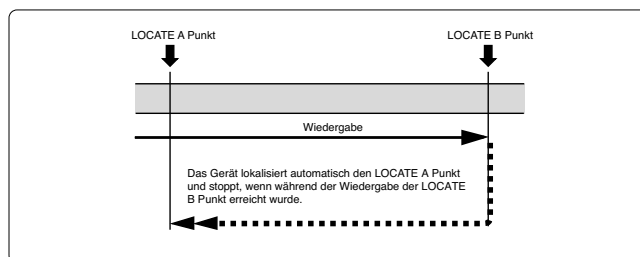 LOCATE A Punkt
LOCATE B Punkt
Wiedergabe
Das Gerät lokalisiert automatisch den LOCATE A Punkt
und stoppt, wenn während der Wiedergabe der LOCATE
B Punkt erreicht wurde.